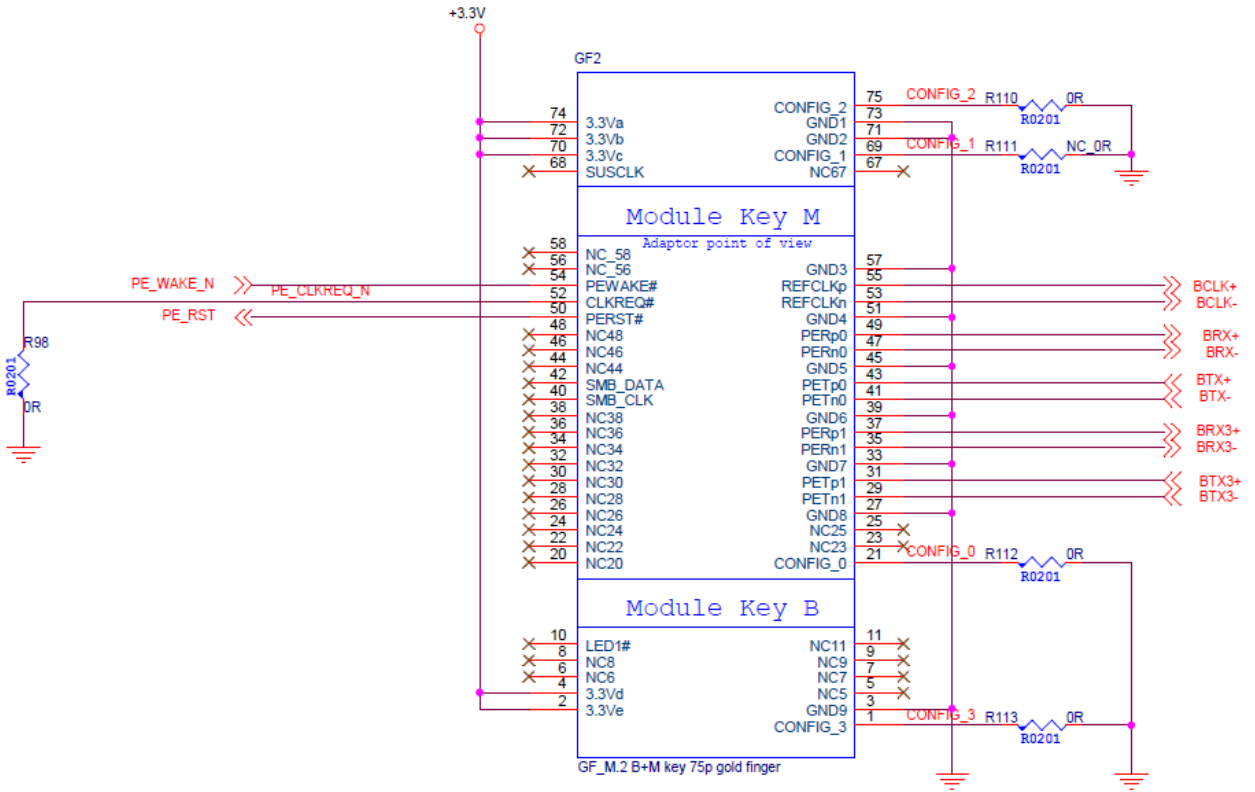 +3.3V
GF2
74 3.3Va
72 3.3Vb
70 3.3Vc
68 SUSCLK
CONFIG_2 75 CONFIG_2 R110 0R
R0201
GND1 73
GND2 71
CONFIG_1 69 CONFIG_1 R111 NC_0R
R0201
NC67 67
Module Key M
Adaptor point of view
58 NC_58
56 NC_56
PE_WAKE_N 54 PEWAKE#
PE_CLKREQ_N 52 CLKREQ#
PE_RST 50 PERST#
48 NC48
46 NC46
44 NC44
42 SMB_DATA
40 SMB_CLK
38 NC38
36 NC36
34 NC34
32 NC32
30 NC30
28 NC28
26 NC26
24 NC24
22 NC22
20 NC20
R98
R0201
0R
GND3 57
REFCLKp 55 BCLK+
REFCLKn 53 BCLK-
GND4 51
PERp0 49 BRX+
PERn0 47 BRX-
GND5 45
PETp0 43 BTX+
PETn0 41 BTX-
GND6 39
PERp1 37 BRX3+
PERn1 35 BRX3-
GND7 33
PETp1 31 BTX3+
PETn1 29 BTX3-
GND8 27
NC25 25
NC23 23
CONFIG_0 21 CONFIG_0 R112 0R
R0201
Module Key B
10 LED1#
8 NC8
6 NC6
4 3.3Vd
2 3.3Ve
NC11 11
NC9 9
NC7 7
NC5 5
GND9 3
CONFIG_3 1 CONFIG_3 R113 0R
R0201
GF_M.2 B+M key 75p gold finger